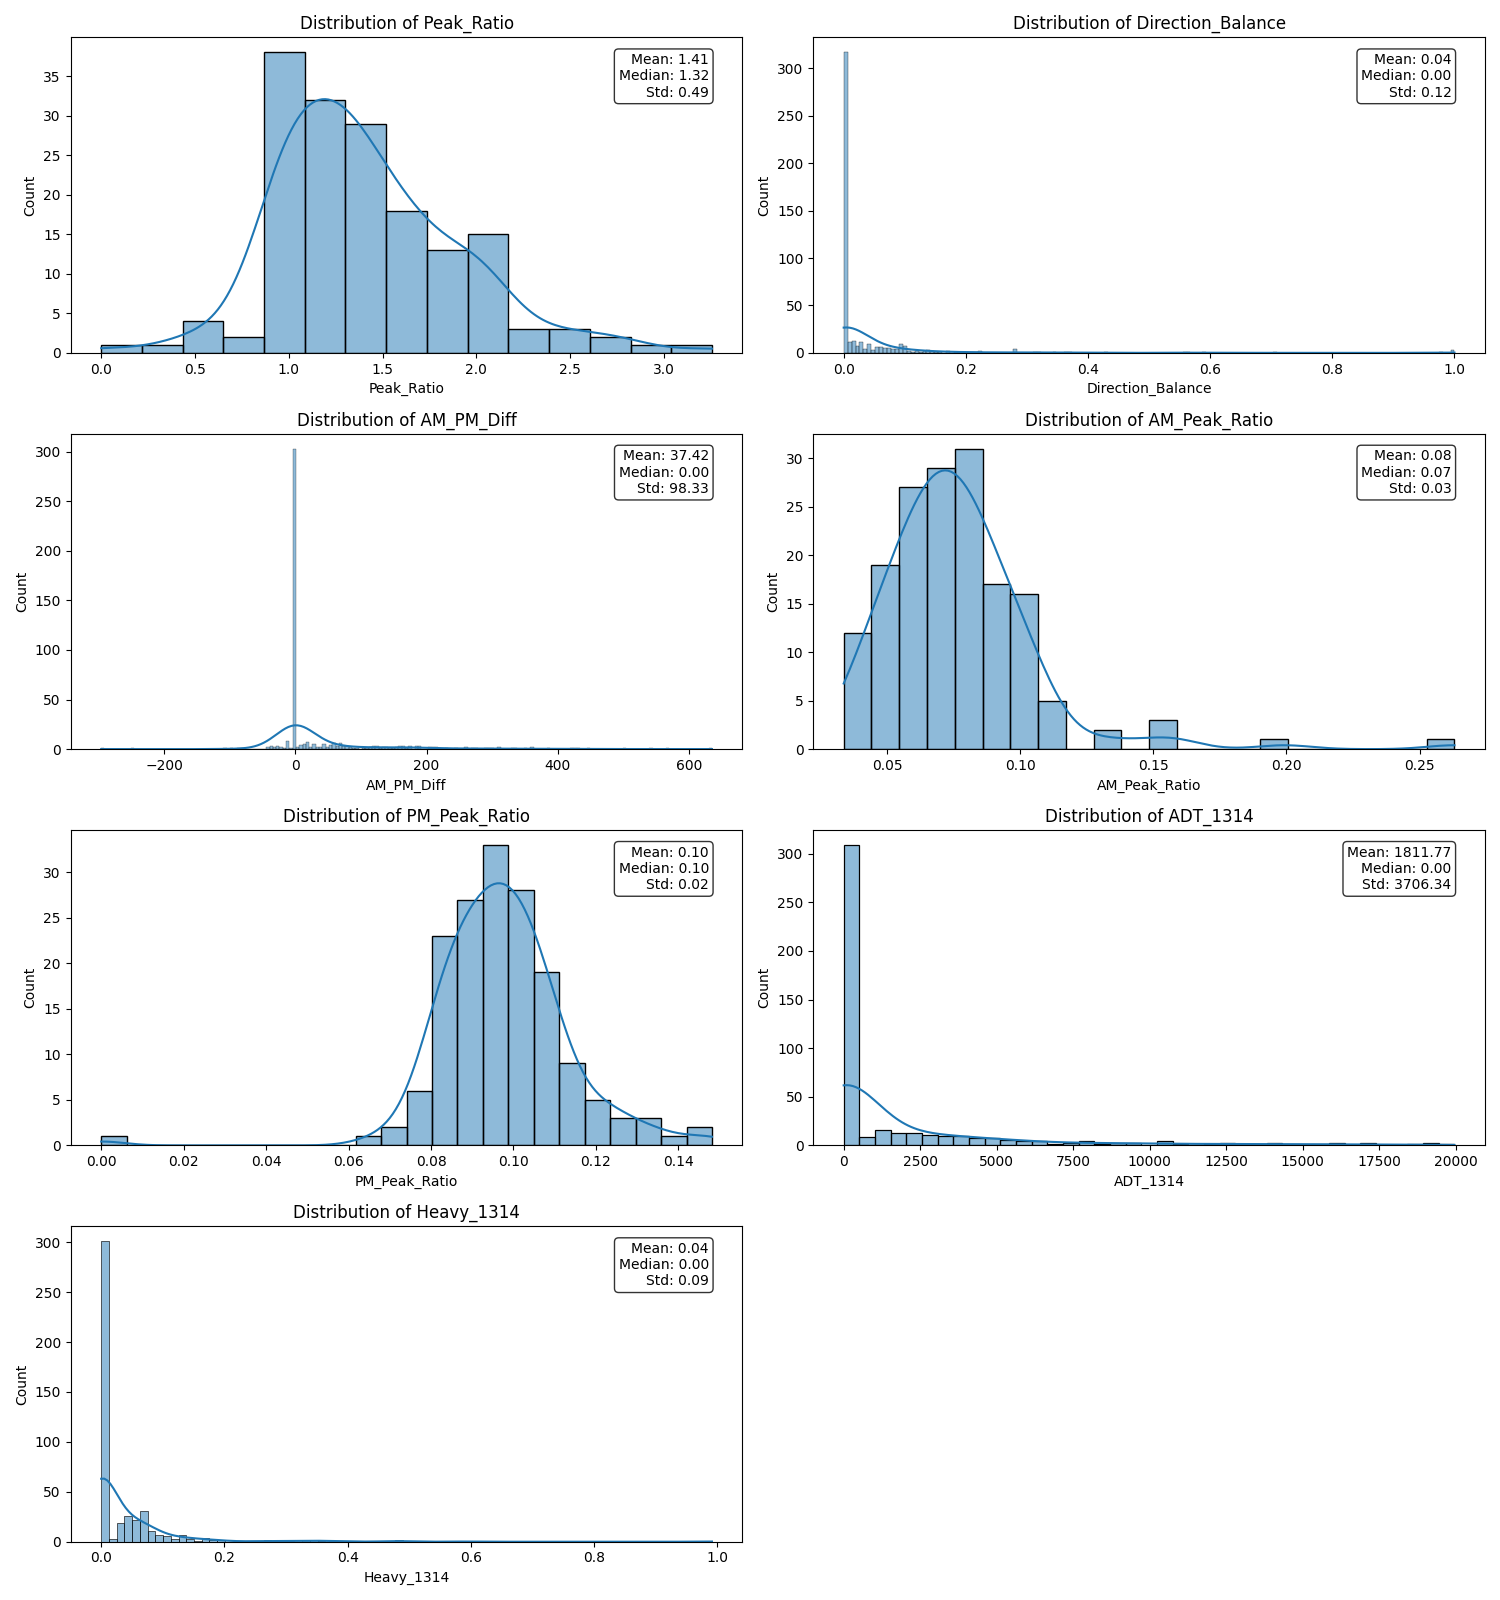 Distribution of Peak_Ratio
Mean: 1.41
Median: 1.32
Std: 0.49
Count
0
5
10
15
20
25
30
35
0.0 0.5 1.0 1.5 2.0 2.5 3.0
Peak_Ratio
Distribution of Direction_Balance
Mean: 0.04
Median: 0.00
Std: 0.12
Count
0
50
100
150
200
250
300
0.0 0.2 0.4 0.6 0.8 1.0
Direction_Balance
Distribution of AM_PM_Diff
Mean: 37.42
Median: 0.00
Std: 98.33
Count
0
50
100
150
200
250
300
−200 0 200 400 600
AM_PM_Diff
Distribution of AM_Peak_Ratio
Mean: 0.08
Median: 0.07
Std: 0.03
Count
0
5
10
15
20
25
30
0.05 0.10 0.15 0.20 0.25
AM_Peak_Ratio
Distribution of PM_Peak_Ratio
Mean: 0.10
Median: 0.10
Std: 0.02
Count
0
5
10
15
20
25
30
0.00 0.02 0.04 0.06 0.08 0.10 0.12 0.14
PM_Peak_Ratio
Distribution of ADT_1314
Mean: 1811.77
Median: 0.00
Std: 3706.34
Count
0
50
100
150
200
250
300
0 2500 5000 7500 10000 12500 15000 17500 20000
ADT_1314
Distribution of Heavy_1314
Mean: 0.04
Median: 0.00
Std: 0.09
Count
0
50
100
150
200
250
300
0.0 0.2 0.4 0.6 0.8 1.0
Heavy_1314